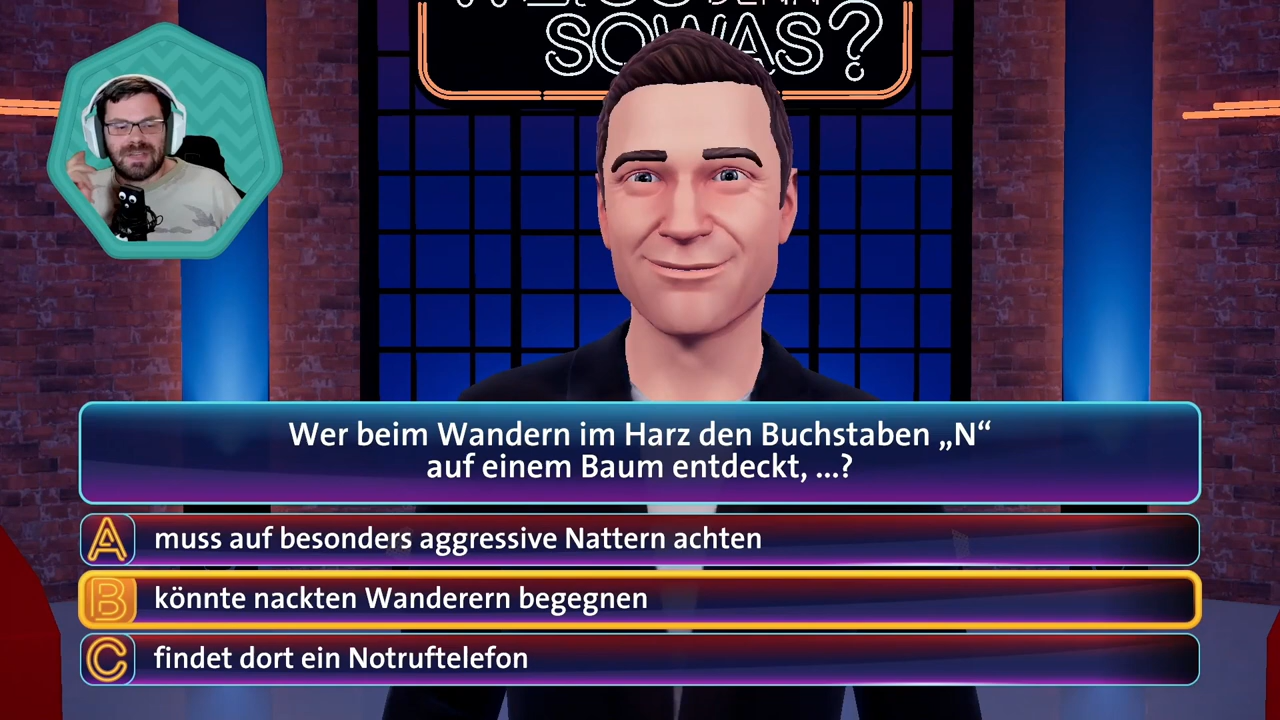 SOWAS?
Wer beim Wandern im Harz den Buchstaben „N“
auf einem Baum entdeckt, ...?
A muss auf besonders aggressive Nattern achten
B könnte nackten Wanderern begegnen
C findet dort ein Notruftelefon